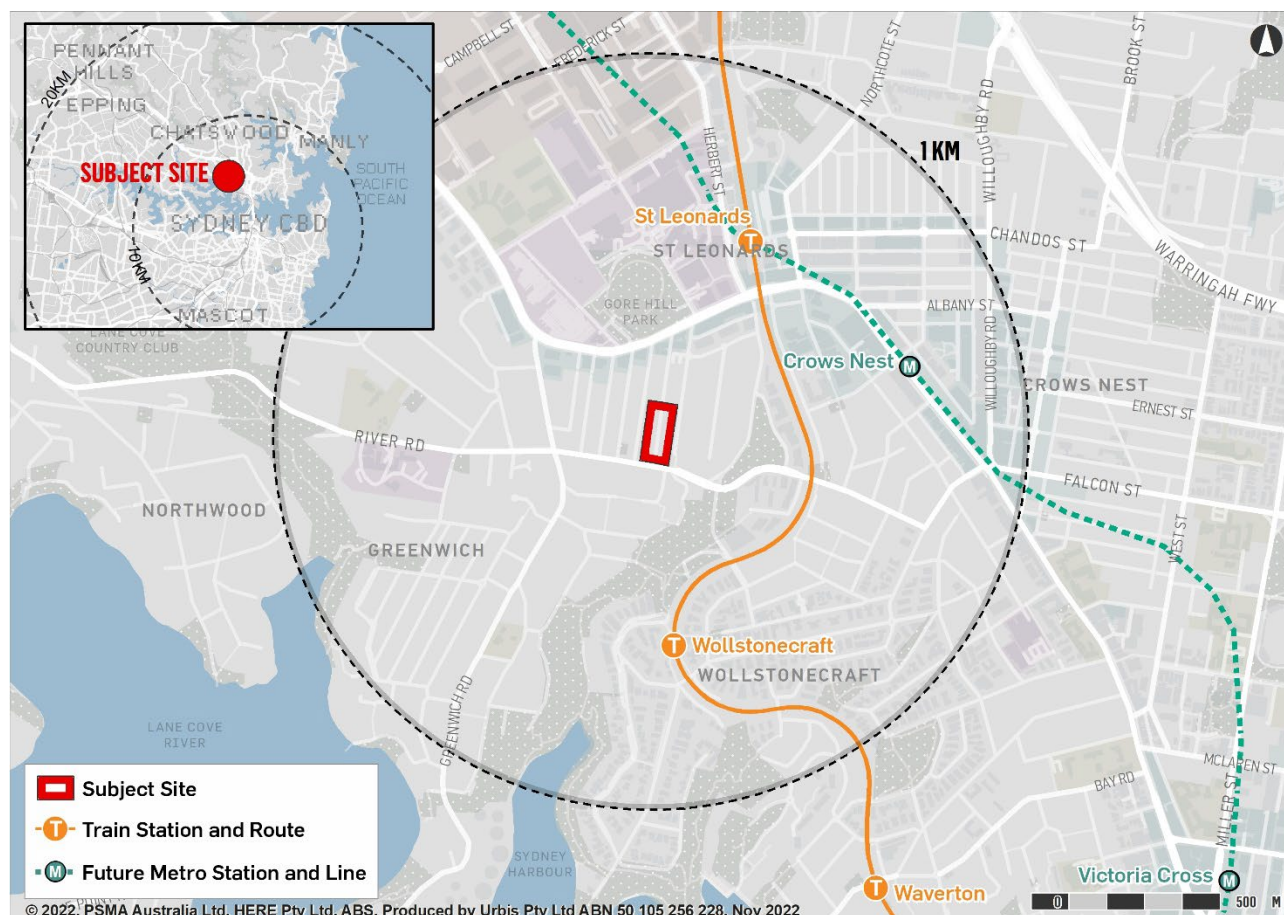 PENNANT
HILLS
20KM
EPPING
CHATSWOOD
MANLY
SUBJECT SITE
SOUTH
PACIFIC
OCEAN
SYDNEY CBD
10KM
MASCOT
CAMPBELL ST
FREDERICK ST
NORTHCOTE ST
BROOK ST
WILLOUGHBY RD
1 KM
HERBERT ST
St Leonards
T
ST LEONARDS
CHANDOS ST
WARRINGAH FWY
GORE HILL
PARK
ALBANY ST
LANE COVE
COUNTRY CLUB
WILLOUGHBY RD
Crows Nest
M
CROWS NEST
ERNEST ST
RIVER RD
FALCON ST
NORTHWOOD
WEST ST
GREENWICH
T
Wollstonecraft
WOLLSTONECRAFT
GREENWICH RD
LANE COVE
RIVER
MCLAREN ST
BAY RD
MILLER ST
Subject Site
T
Train Station and Route
M
Future Metro Station and Line
SYDNEY
HARBOUR
Victoria Cross
M
T
Waverton
0 500 M
© 2022. PSMA Australia Ltd, HERE Pty Ltd, ABS. Produced by Urbis Pty Ltd ABN 50 105 256 228, Nov 2022